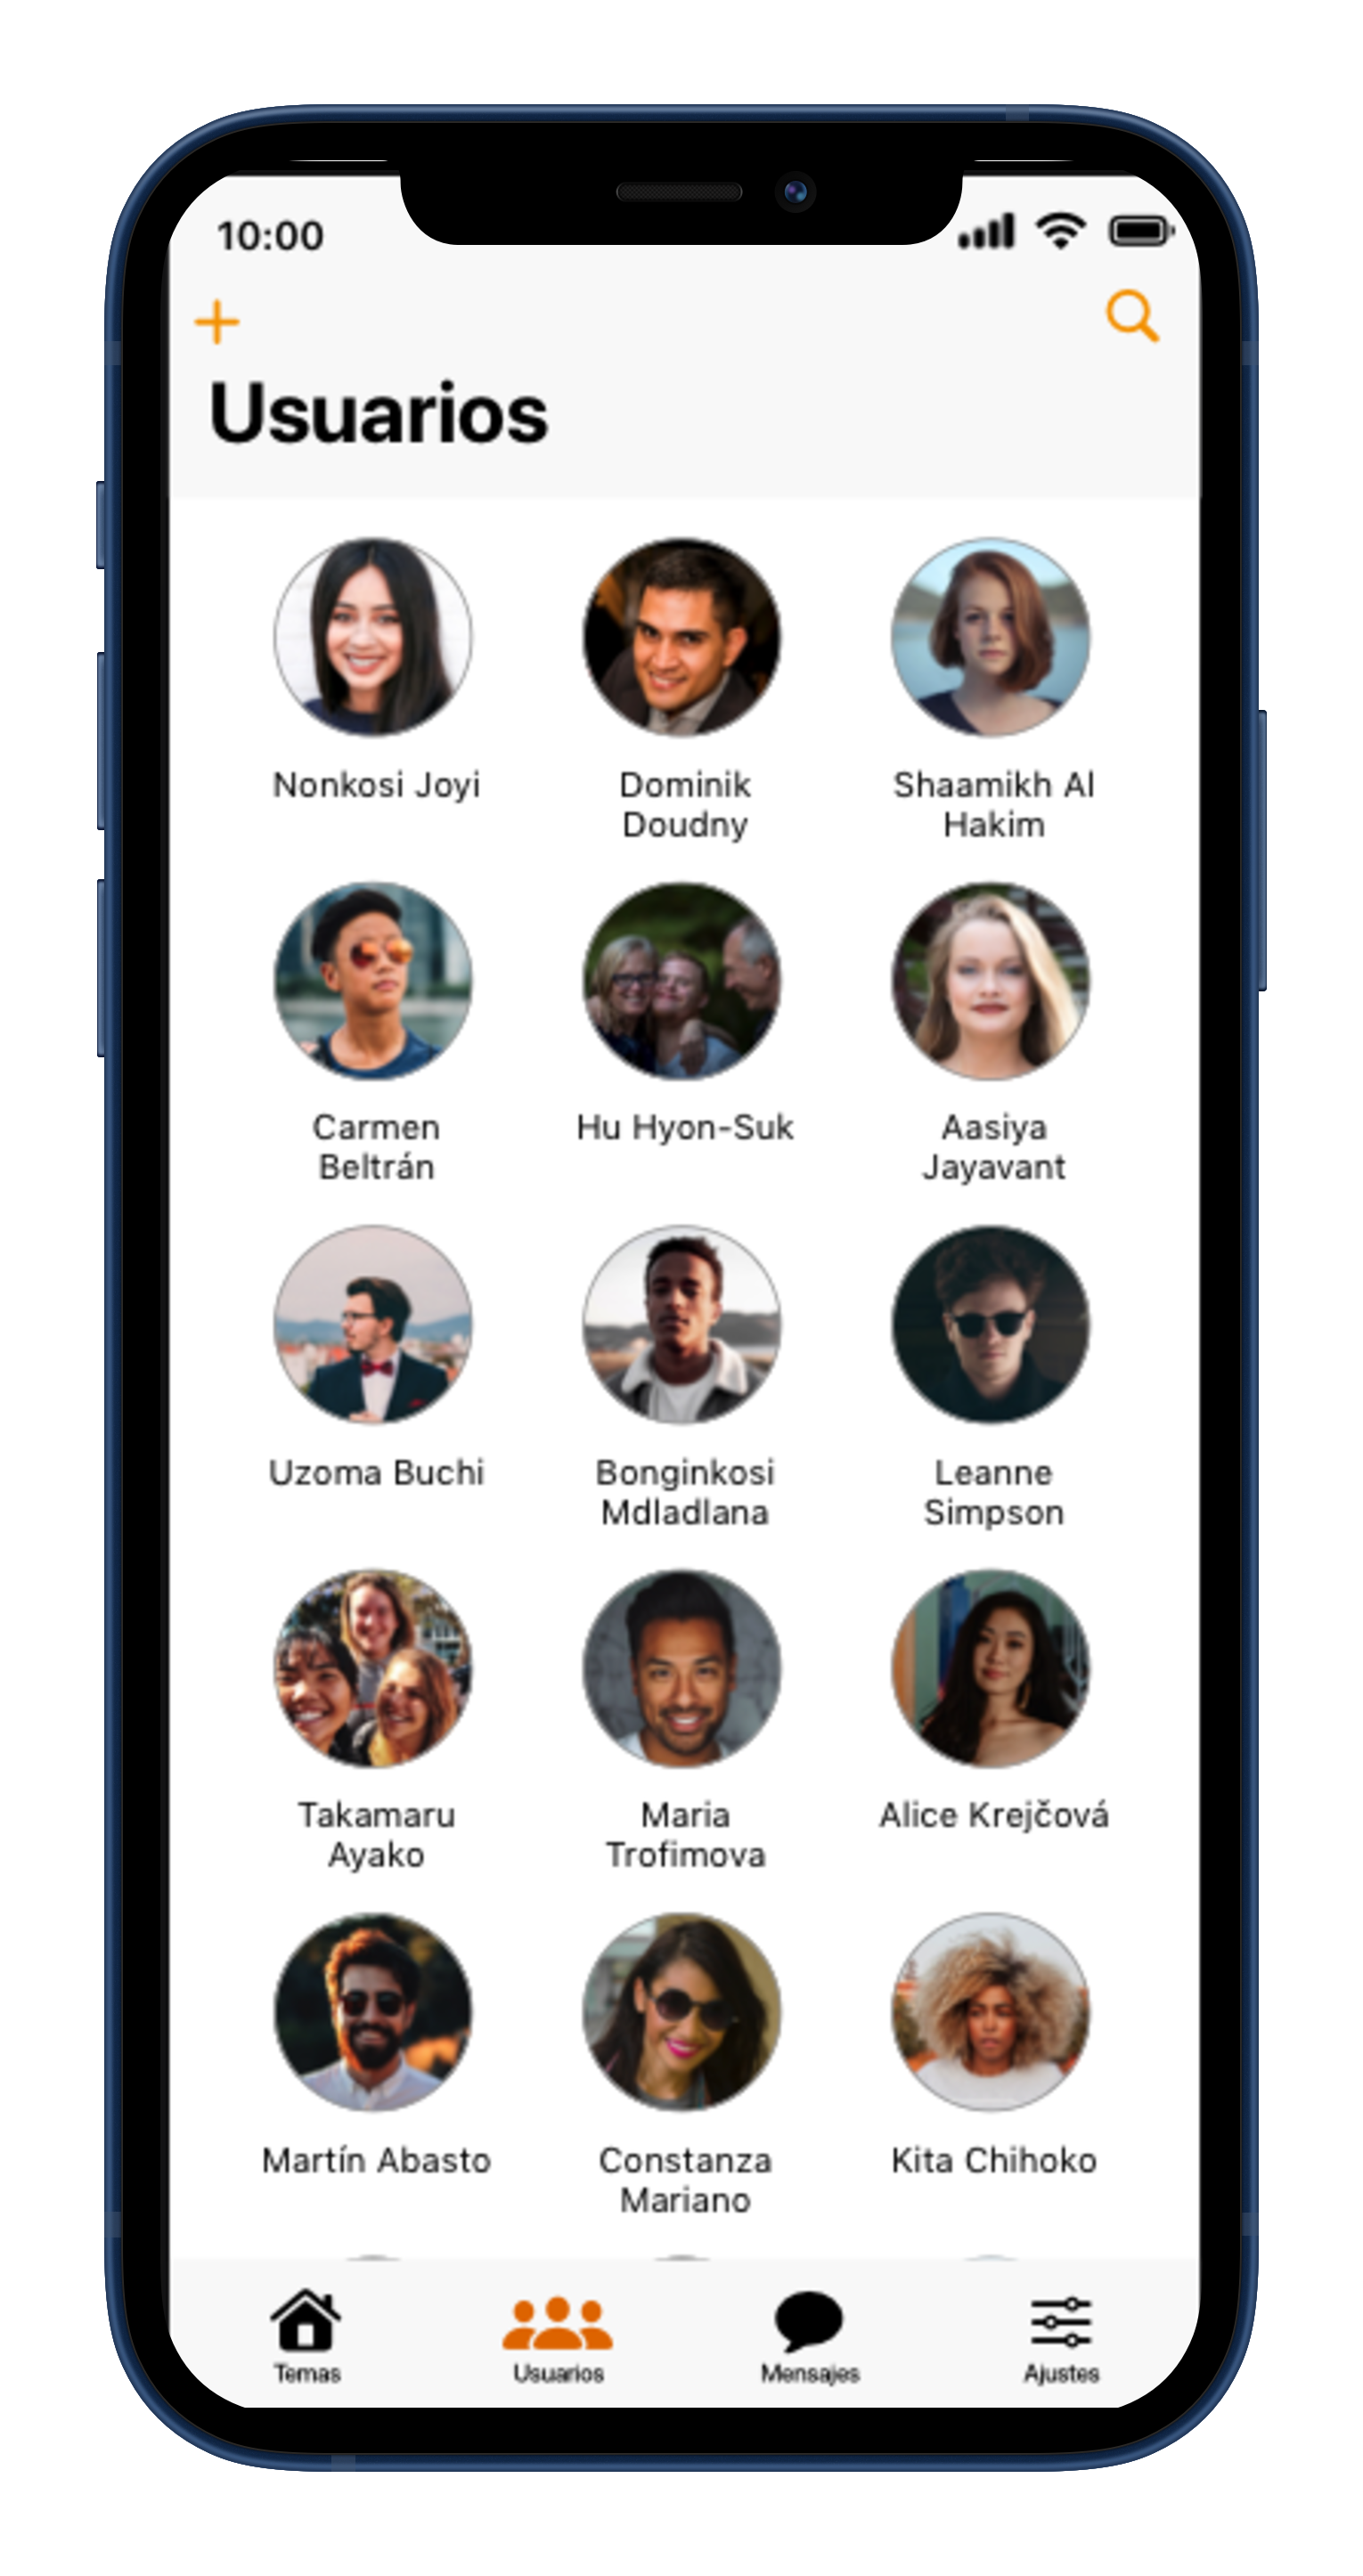 10:00
Usuarios
Nonkosi Joyi
Dominik
Doudny
Shaamikh Al
Hakim
Carmen
Beltrán
Hu Hyon-Suk
Aasiya
Jayavant
Uzoma Buchi
Bonginkosi
Mdladlana
Leanne
Simpson
Takamaru
Ayako
Maria
Trofimova
Alice Krejčová
Martín Abasto
Constanza
Mariano
Kita Chihoko
Temas
Usuarios
Mensajes
Ajustes